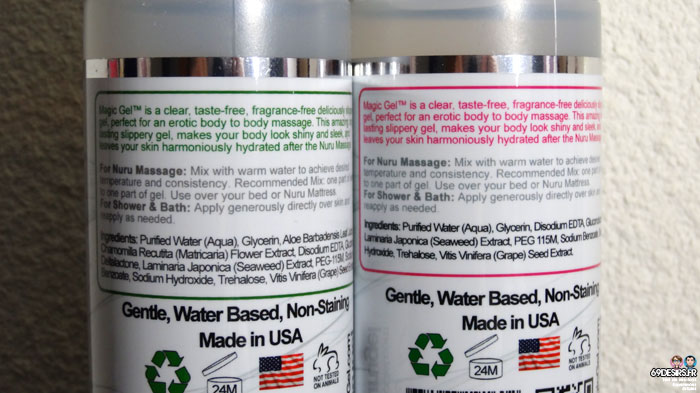 Magic Gel™ is a clear, taste-free, fragrance-free deliciously
gel, perfect for an erotic body to body massage. This amazing
lasting slippery gel, makes your body look shiny and sleek, and
leaves your skin harmoniously hydrated after the Nuru Massage
For Nuru Massage: Mix with warm water to achieve desired
temperature and consistency. Recommended Mix: one part
to one part of gel. Use over your bed or Nuru Mattress.
For Shower & Bath: Apply generously directly over skin and
reapply as needed.
Ingredients: Purified Water (Aqua), Glycerin, Aloe Barbadensis Leaf
Chamomilla Recutita (Matricaria) Flower Extract, Disodium EDTA,
Deltalactone, Laminaria Japonica (Seaweed) Extract, PEG-115M, Sodium
Benzoate, Sodium Hydroxide, Trehalose, Vitis Vinifera (Grape) Seed
Gentle, Water Based, Non-Staining
Made in USA
24M
NOT TESTED
ON ANIMALS
Magic Gel™ is a clear, taste-free, fragrance-free deliciously
gel, perfect for an erotic body to body massage. This amazing
lasting slippery gel, makes your body look shiny and sleek,
leaves your skin harmoniously hydrated after the Nuru
For Nuru Massage: Mix with warm water to achieve
temperature and consistency. Recommended Mix: one part
to one part of gel. Use over your bed or Nuru Mattress.
For Shower & Bath: Apply generously directly over skin
reapply as needed.
Ingredients: Purified Water (Aqua), Glycerin, Disodium EDTA,
Laminaria Japonica (Seaweed) Extract, PEG 115M, Sodium Benzoate,
Hydroxide, Trehalose, Vitis Vinifera (Grape) Seed Extract.
Gentle, Water Based, Non-Staining
Made in USA
24M
NOT TESTED
ON ANIMALS
69DESIRS.FR